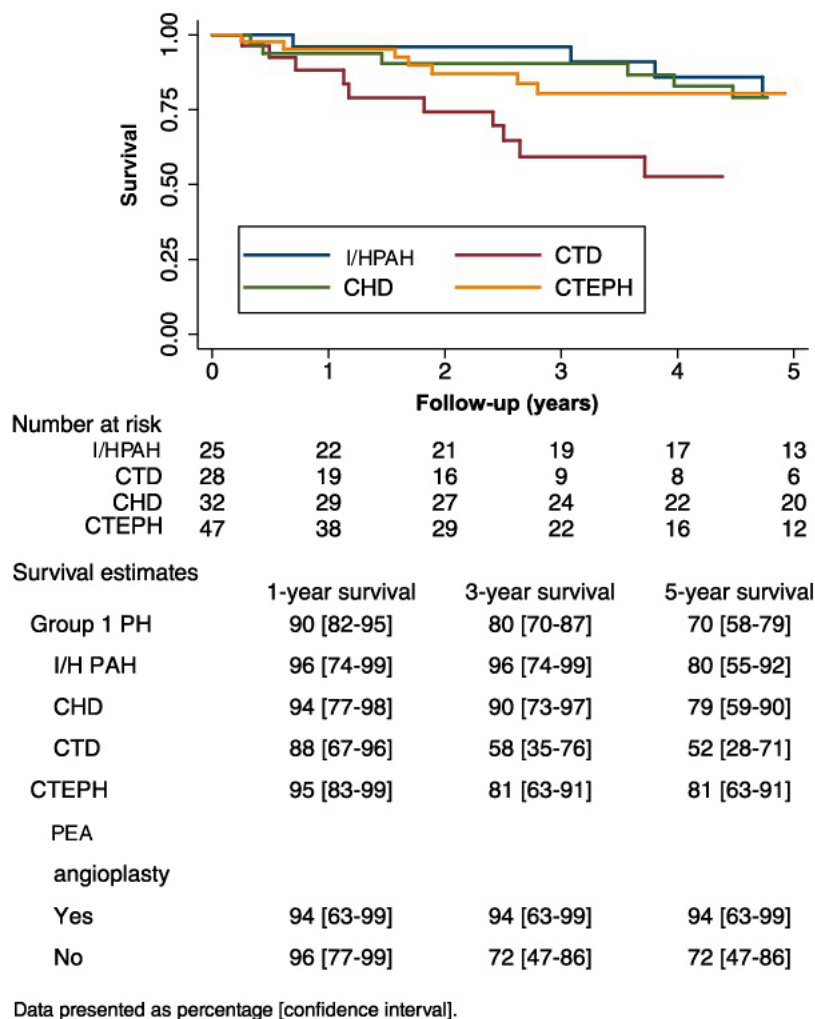 1.00
0.75
0.50
0.25
0.00
Survival
I/HPAH CTD
CHD CTEPH
0 1 2 3 4 5
Follow-up (years)
Number at risk
I/HPAH 25 22 21 19 17 13
CTD 28 19 16 9 8 6
CHD 32 29 27 24 22 20
CTEPH 47 38 29 22 16 12
Survival estimates
1-year survival 3-year survival 5-year survival
Group 1 PH 90 [82-95] 80 [70-87] 70 [58-79]
I/H PAH 96 [74-99] 96 [74-99] 80 [55-92]
CHD 94 [77-98] 90 [73-97] 79 [59-90]
CTD 88 [67-96] 58 [35-76] 52 [28-71]
CTEPH 95 [83-99] 81 [63-91] 81 [63-91]
PEA
angioplasty
Yes 94 [63-99] 94 [63-99] 94 [63-99]
No 96 [77-99] 72 [47-86] 72 [47-86]
Data presented as percentage [confidence interval].